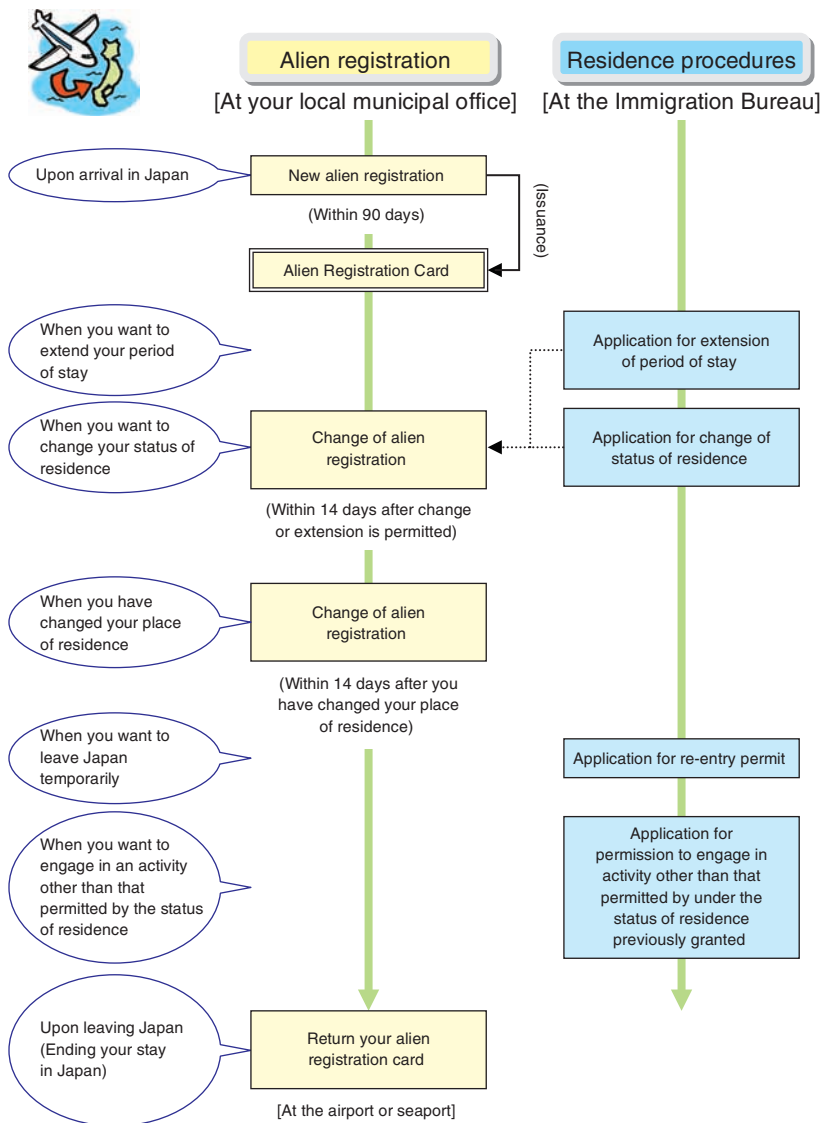 Alien registration
Residence procedures
[At your local municipal office]
[At the Immigration Bureau]
Upon arrival in Japan
New alien registration
(Within 90 days)
(Issuance)
Alien Registration Card
When you want to
extend your period
of stay
Application for extension
of period of stay
When you want to
change your status of
residence
Change of alien
registration
Application for change of
status of residence
(Within 14 days after change
or extension is permitted)
When you have
changed your place
of residence
Change of alien
registration
(Within 14 days after you
have changed your place
of residence)
When you want to
leave Japan
temporarily
Application for re-entry permit
When you want to
engage in an activity
other than that
permitted by the status
of residence
Application for
permission to engage in
activity other than that
permitted by under the
status of residence
previously granted
Upon leaving Japan
(Ending your stay
in Japan)
Return your alien
registration card
[At the airport or seaport]